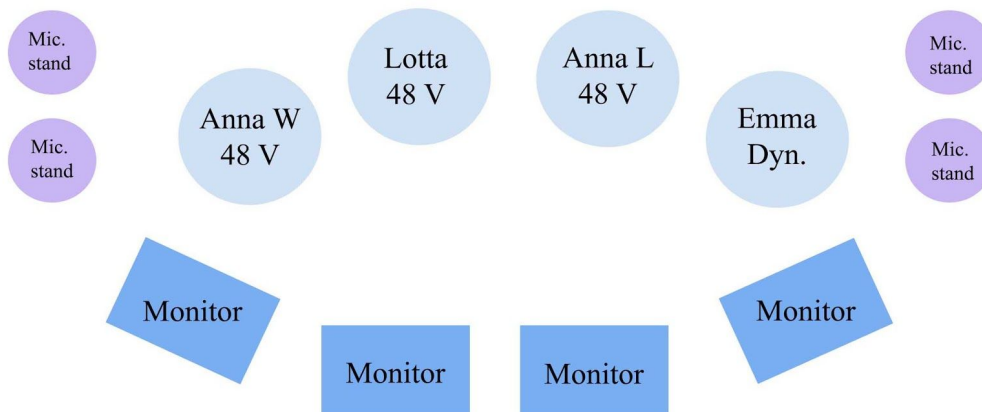 Mic.
stand
Mic.
stand
Anna W
48 V
Lotta
48 V
Anna L
48 V
Emma
Dyn.
Mic.
stand
Mic.
stand
Monitor
Monitor
Monitor
Monitor